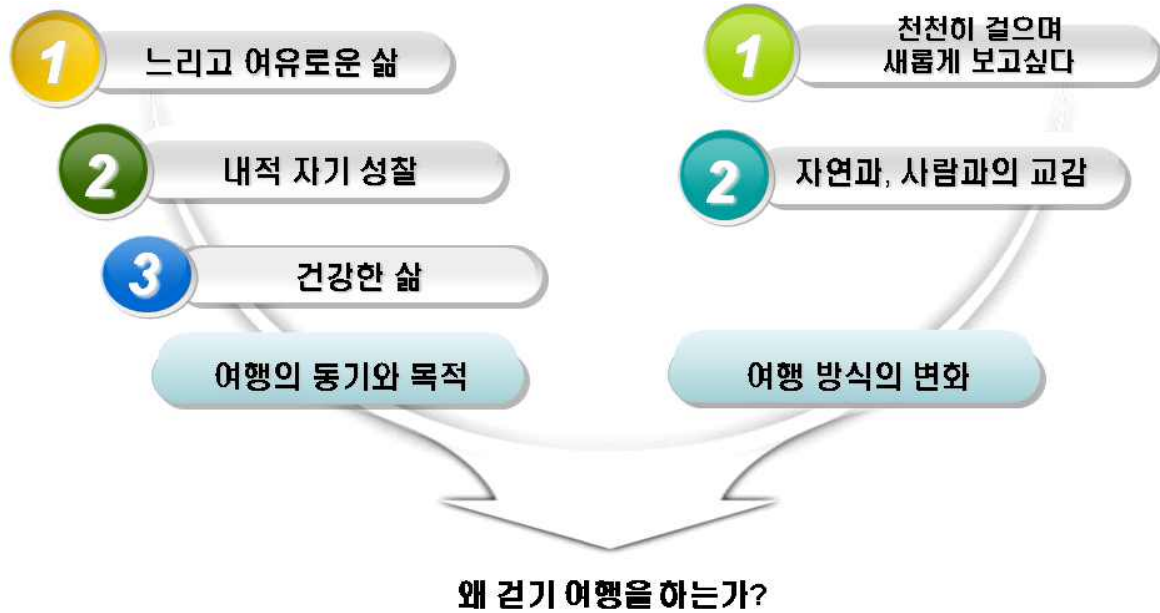 1 느리고 여유로운 삶
2 내적 자기 성찰
3 건강한 삶
여행의 동기와 목적
1 천천히 걸으며
새롭게 보고싶다
2 자연과, 사람과의 교감
여행 방식의 변화
왜 걷기 여행을 하는가?